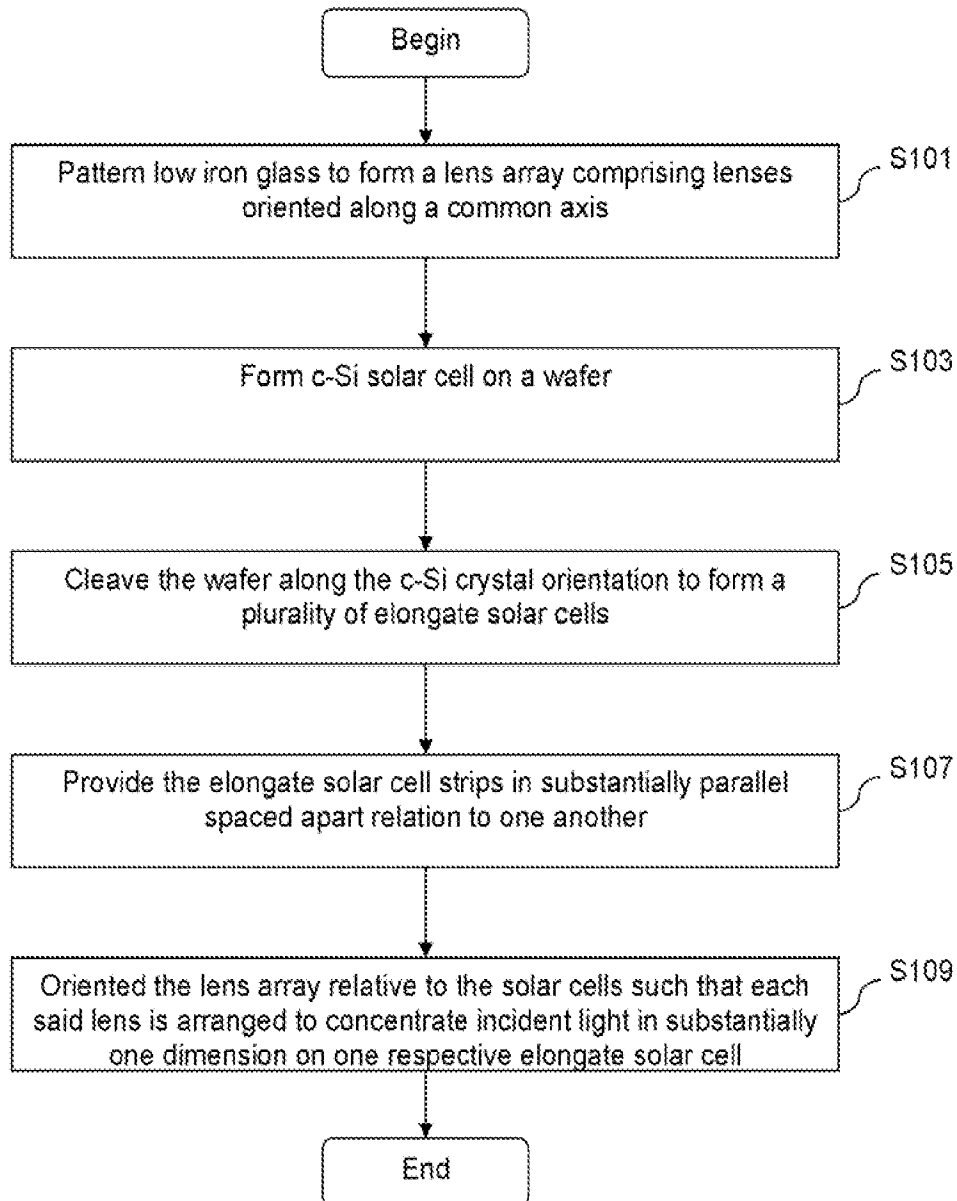 Begin
Pattern low iron glass to form a lens array comprising lenses
oriented along a common axis
S101
Form c-Si solar cell on a wafer
S103
Cleave the wafer along the c-Si crystal orientation to form a
plurality of elongate solar cells
S105
Provide the elongate solar cell strips in substantially parallel
spaced apart relation to one another
S107
Oriented the lens array relative to the solar cells such that each
said lens is arranged to concentrate incident light in substantially
one dimension on one respective elongate solar cell
S109
End